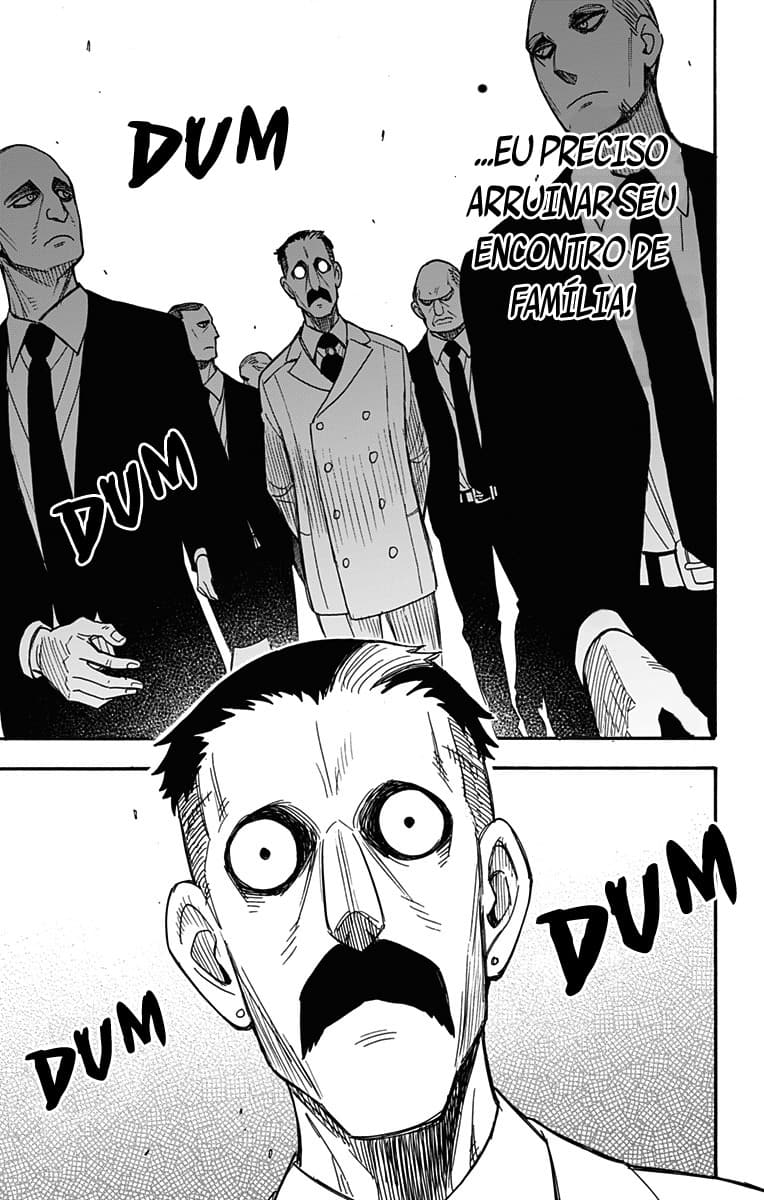 DUM
...EU PRECISO
ARRUINAR SEU
ENCONTRO DE
FAMÍLIA!
DUM
DUM
DUM